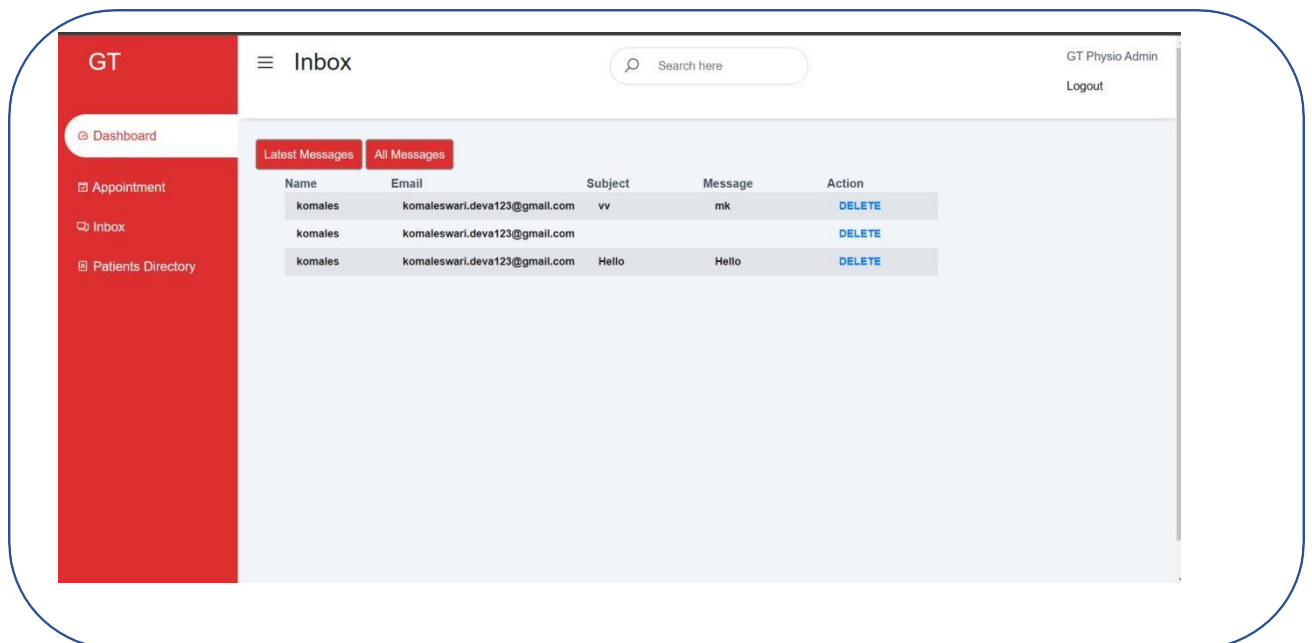 GT
Inbox
Search here
GT Physio Admin
Logout
Dashboard
Appointment
Inbox
Patients Directory
Latest Messages All Messages
Name Email Subject Message Action
komales komaleswari.deva123@gmail.com vv mk DELETE
komales komaleswari.deva123@gmail.com DELETE
komales komaleswari.deva123@gmail.com Hello Hello DELETE